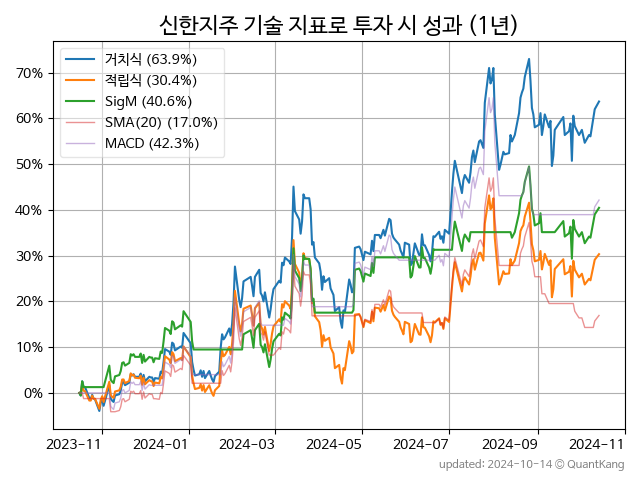 신한지주 기술 지표로 투자 시 성과 (1년)
거치식 (63.9%)
적립식 (30.4%)
SigM (40.6%)
SMA(20) (17.0%)
MACD (42.3%)
70%
60%
50%
40%
30%
20%
10%
0%
2023-11 2024-01 2024-03 2024-05 2024-07 2024-09 2024-11
updated: 2024-10-14 © QuantKang